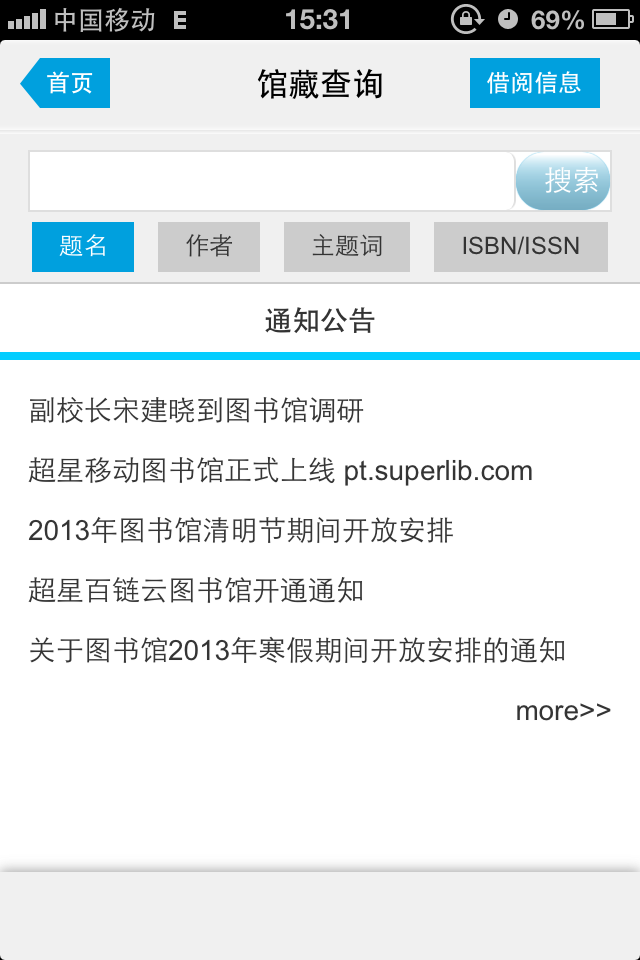 中国移动 E 15:31 69%
首页 馆藏查询 借阅信息
搜索
题名 作者 主题词 ISBN/ISSN
通知公告
副校长宋建晓到图书馆调研
超星移动图书馆正式上线 pt.superlib.com
2013年图书馆清明节期间开放安排
超星百链云图书馆开通通知
关于图书馆2013年寒假期间开放安排的通知
more>>